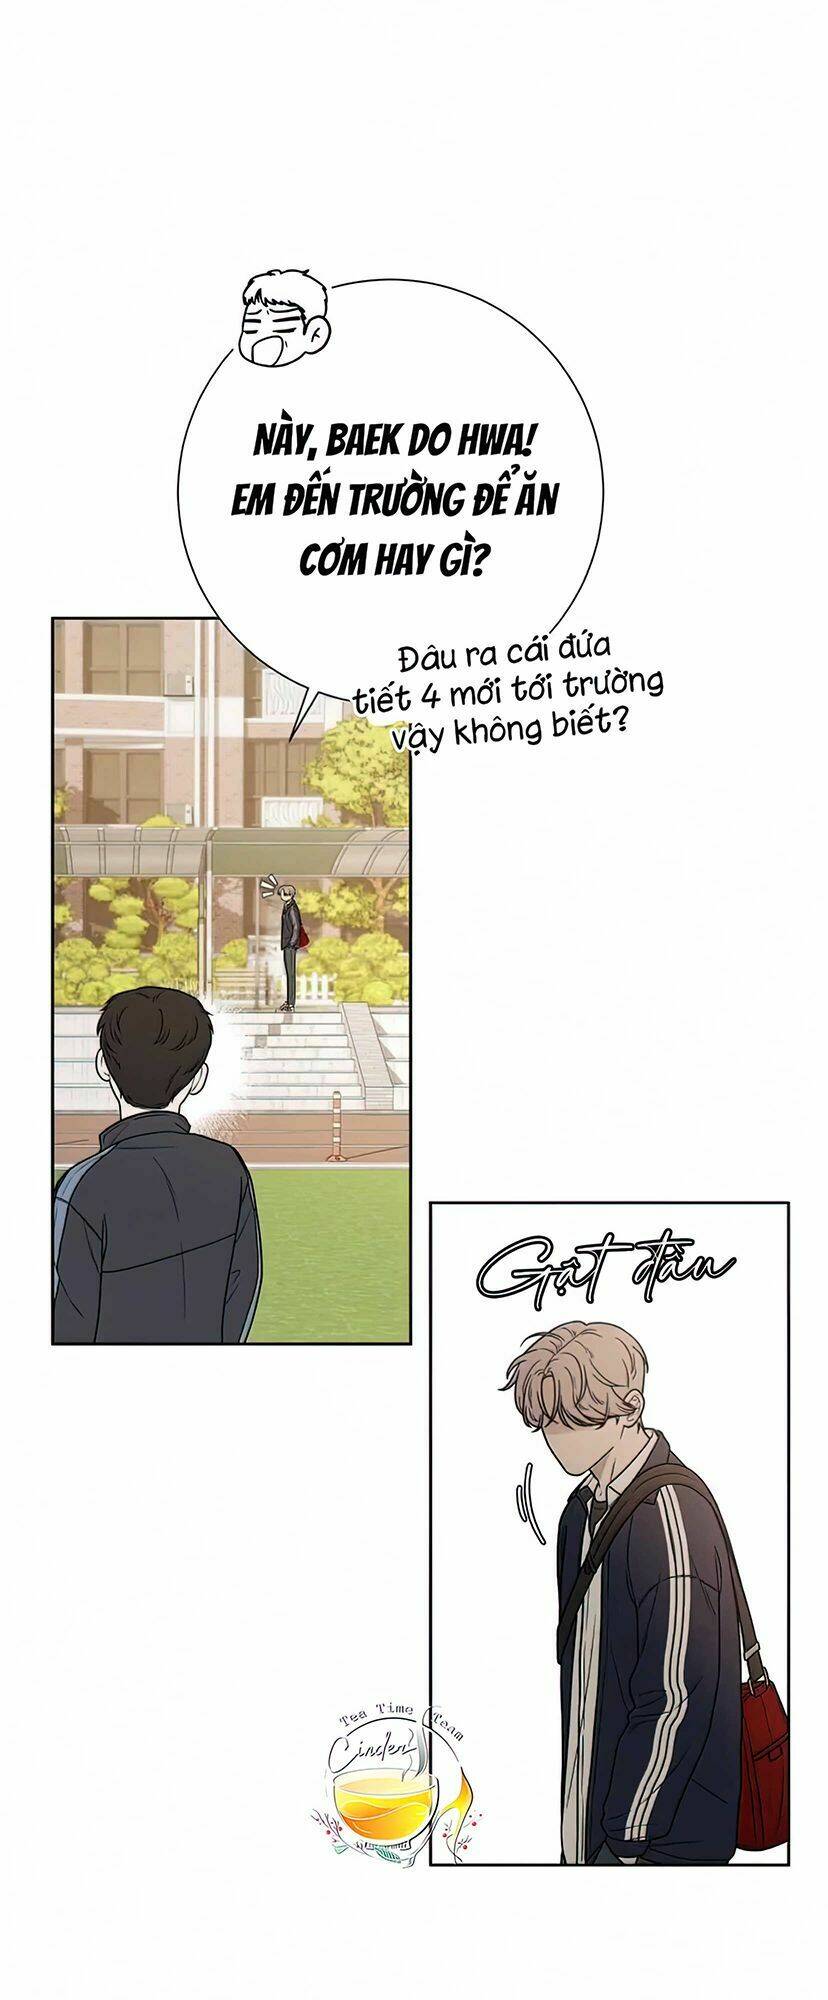 NÀY, BAEK DO HWA!
EM ĐẾN TRƯỜNG ĐỂ ĂN
CƠM HAY GÌ?
Đâu ra cái đứa
tiết 4 mới tới trường
vậy không biết?
Gật đầu
Tea Time Team
Cinder